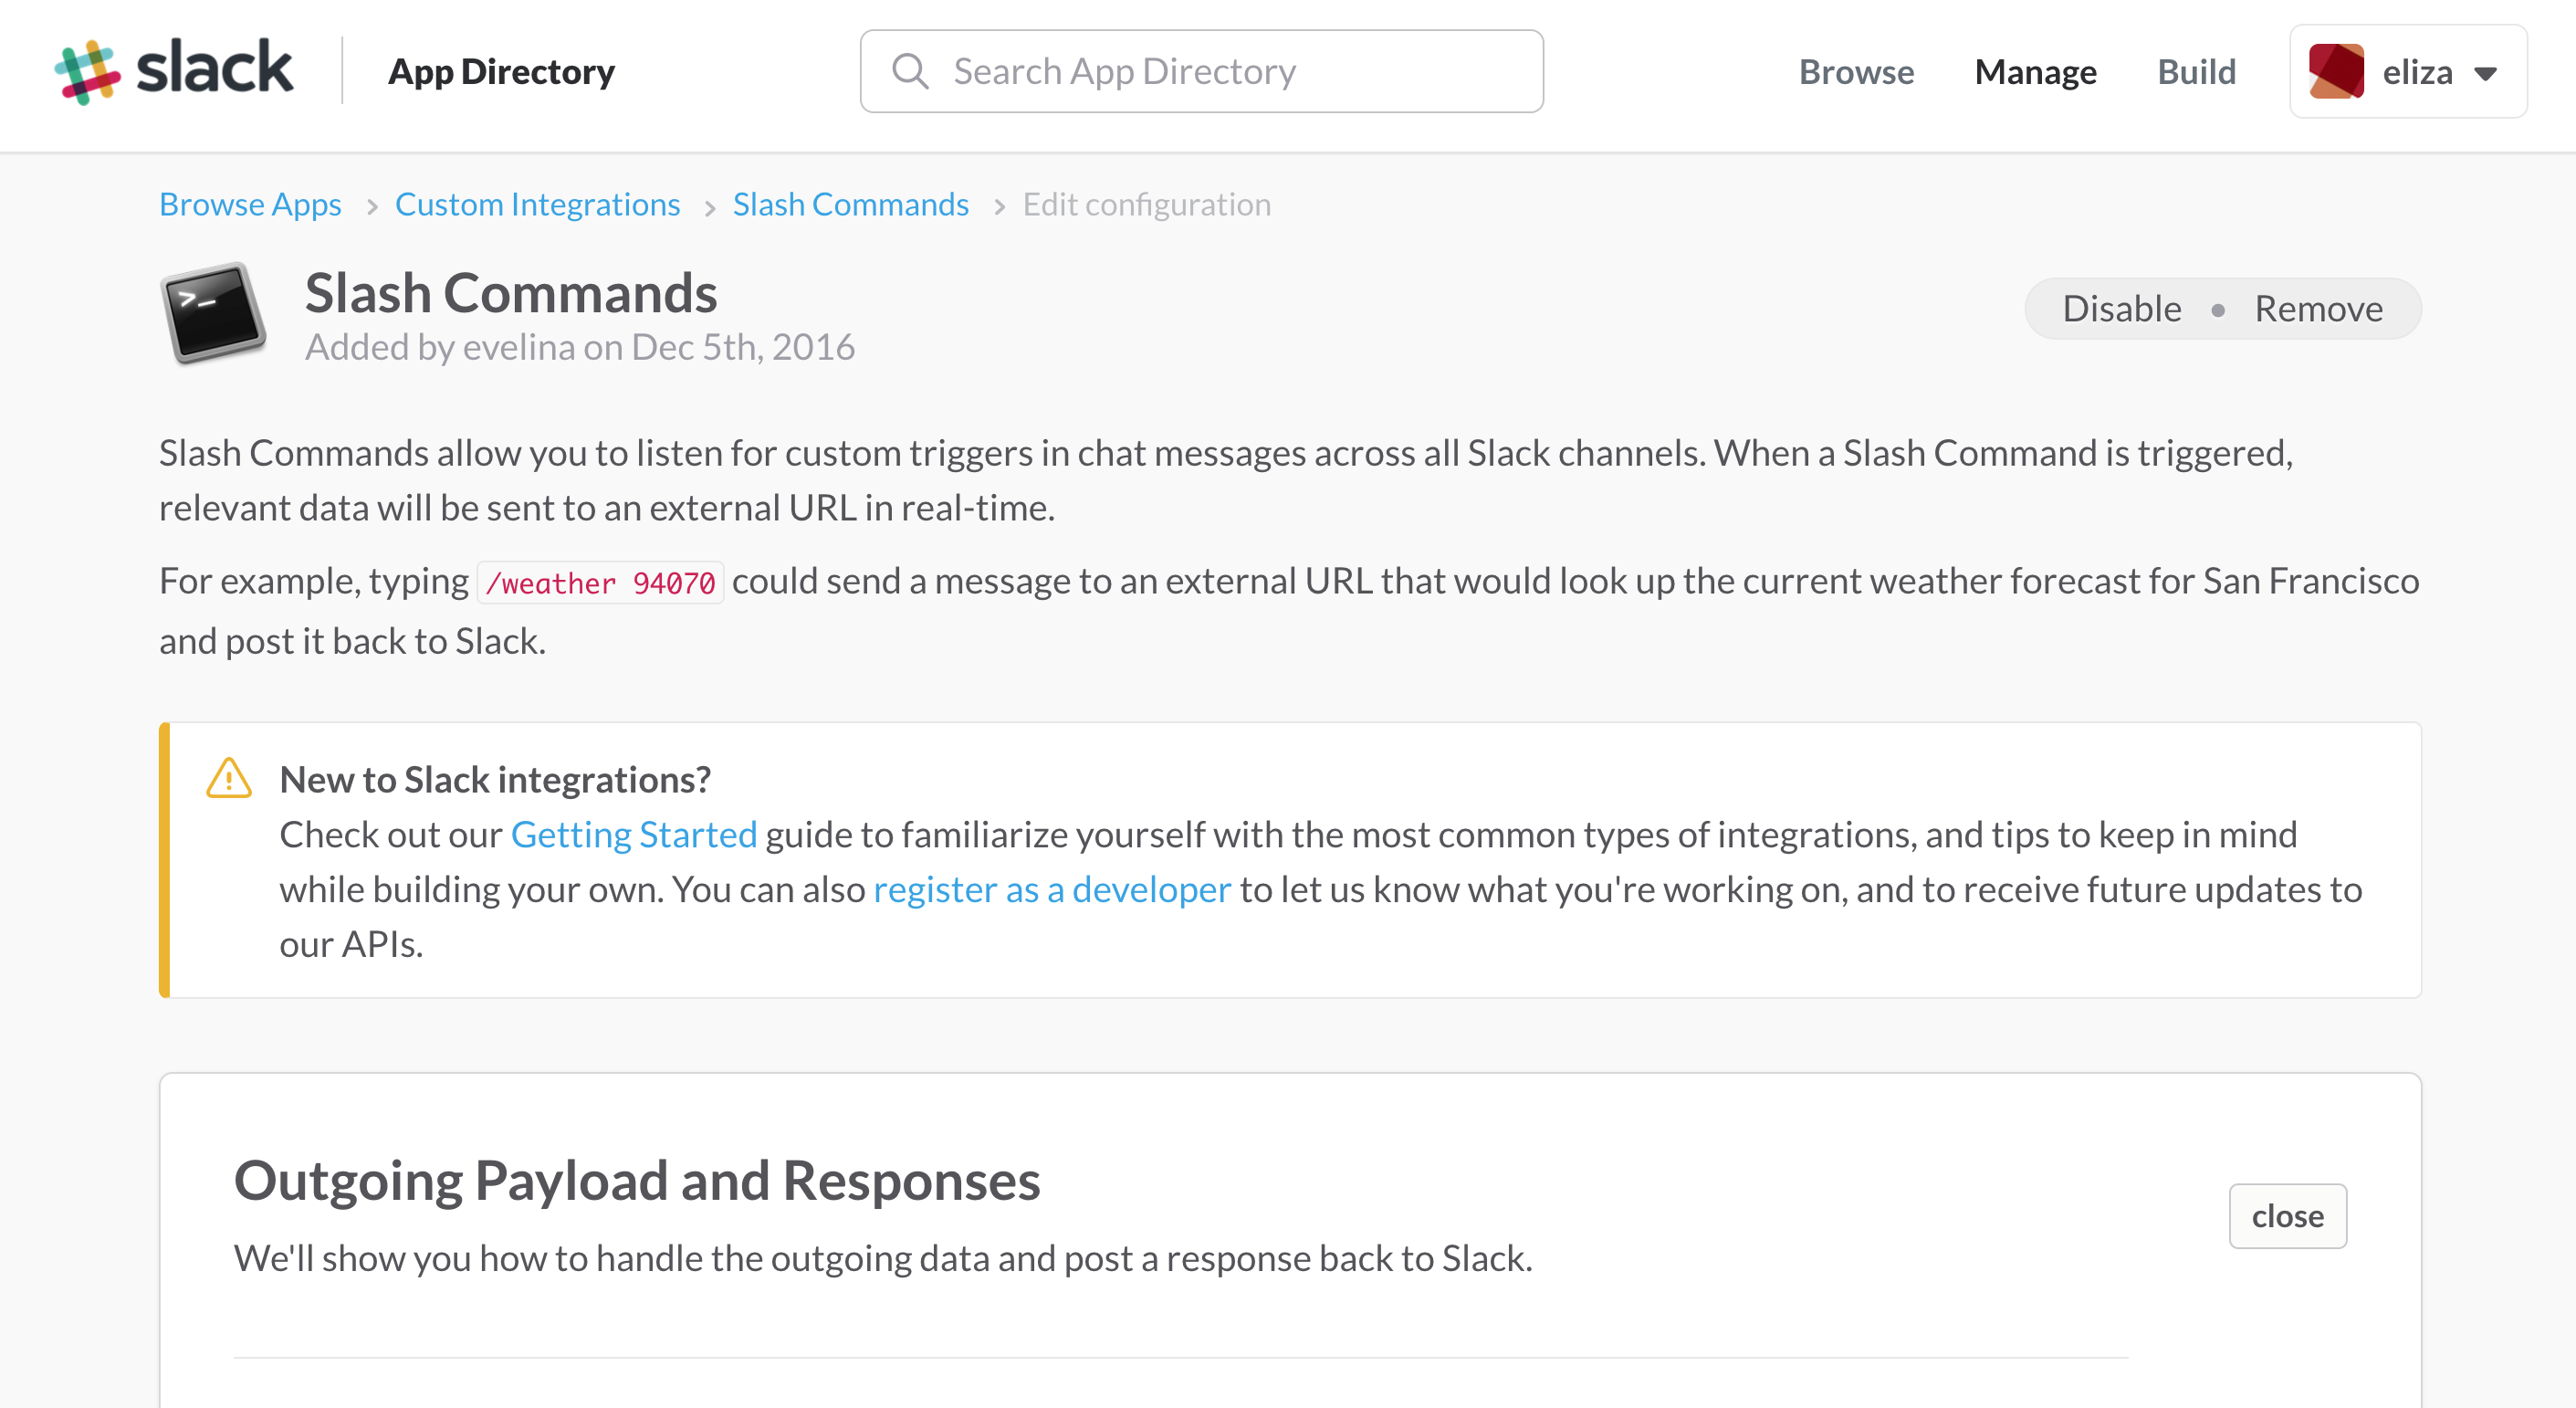 slack
App Directory
Search App Directory
Browse
Manage
Build
eliza
Browse Apps > Custom Integrations > Slash Commands > Edit configuration
>_
Slash Commands
Added by evelina on Dec 5th, 2016
Disable • Remove
Slash Commands allow you to listen for custom triggers in chat messages across all Slack channels. When a Slash Command is triggered,
relevant data will be sent to an external URL in real-time.
For example, typing /weather 94070 could send a message to an external URL that would look up the current weather forecast for San Francisco
and post it back to Slack.
New to Slack integrations?
Check out our Getting Started guide to familiarize yourself with the most common types of integrations, and tips to keep in mind
while building your own. You can also register as a developer to let us know what you're working on, and to receive future updates to
our APIs.
Outgoing Payload and Responses
close
We'll show you how to handle the outgoing data and post a response back to Slack.